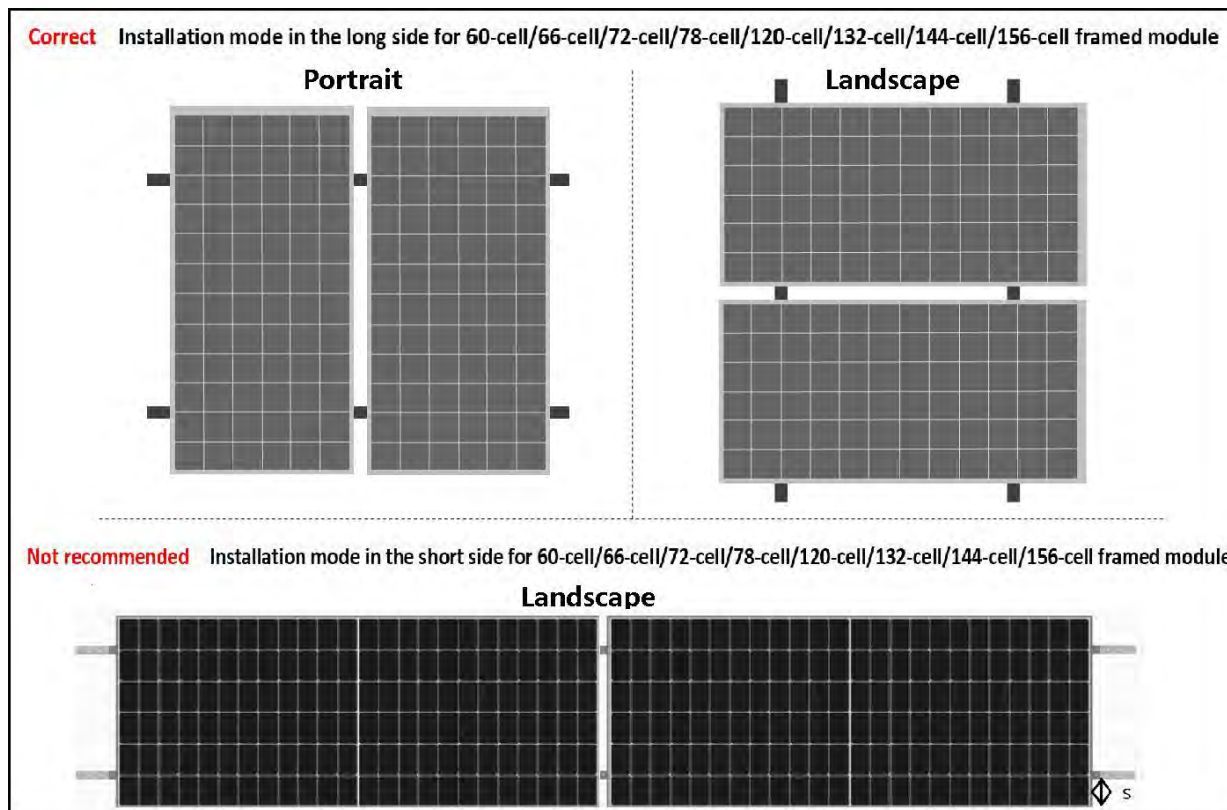 Correct Installation mode in the long side for 60-cell/66-cell/72-cell/78-cell/120-cell/132-cell/144-cell/156-cell framed module
Portrait
Landscape
Not recommended Installation mode in the short side for 60-cell/66-cell/72-cell/78-cell/120-cell/132-cell/144-cell/156-cell framed module
Landscape
S